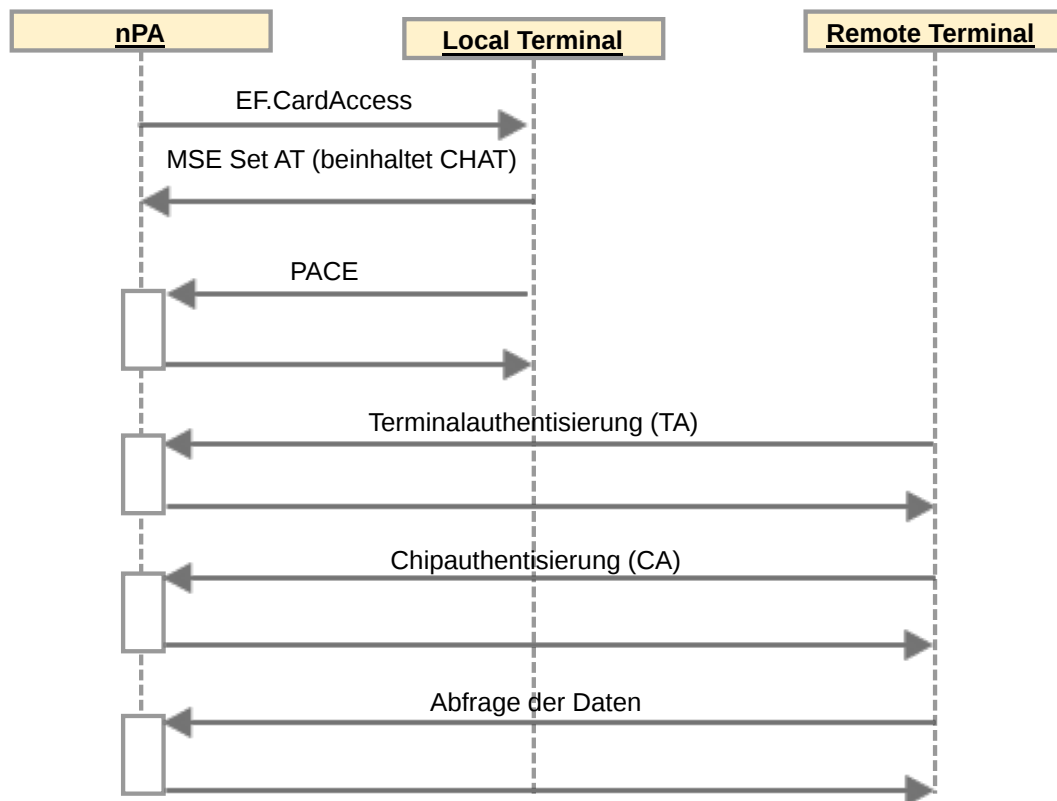 nPA
Local Terminal
Remote Terminal
EF.CardAccess
MSE Set AT (beinhaltet CHAT)
PACE
Terminalauthentisierung (TA)
Chipauthentisierung (CA)
Abfrage der Daten